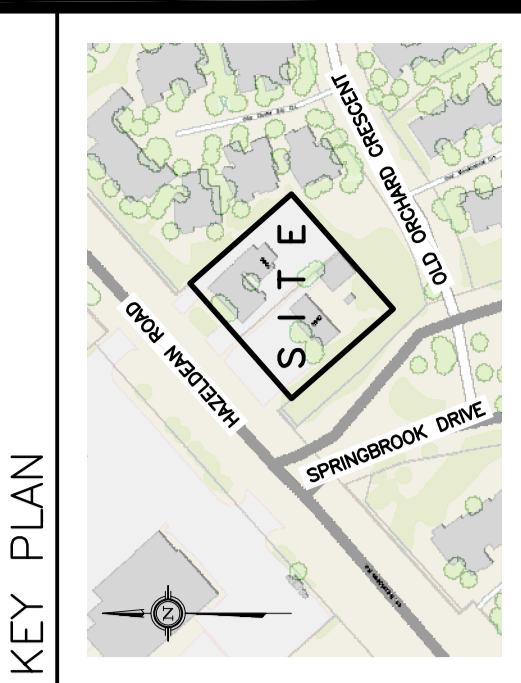 KEY PLAN
OLD ORCHARD CRESCENT
SITE
HAZELDEAN ROAD
SPRINGBROOK DRIVE
N